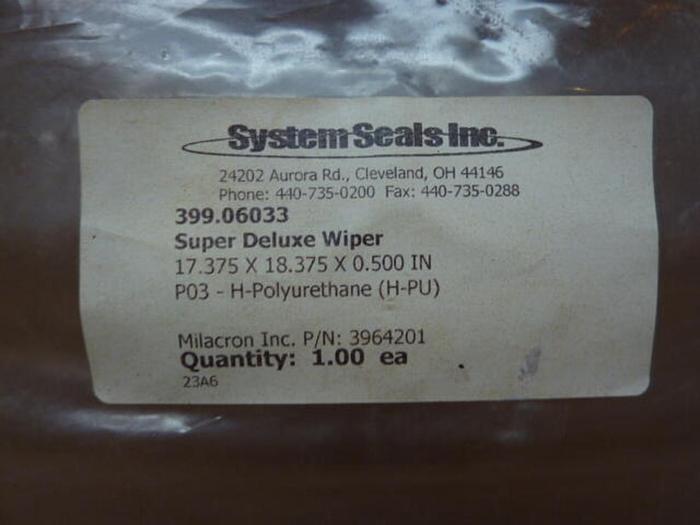 System Seals Inc.
24202 Aurora Rd., Cleveland, OH 44146
Phone: 440-735-0200 Fax: 440-735-0288
399.06033
Super Deluxe Wiper
17.375 X 18.375 X 0.500 IN
P03 - H-Polyurethane (H-PU)
Milacron Inc. P/N: 3964201
Quantity: 1.00 ea
23A6